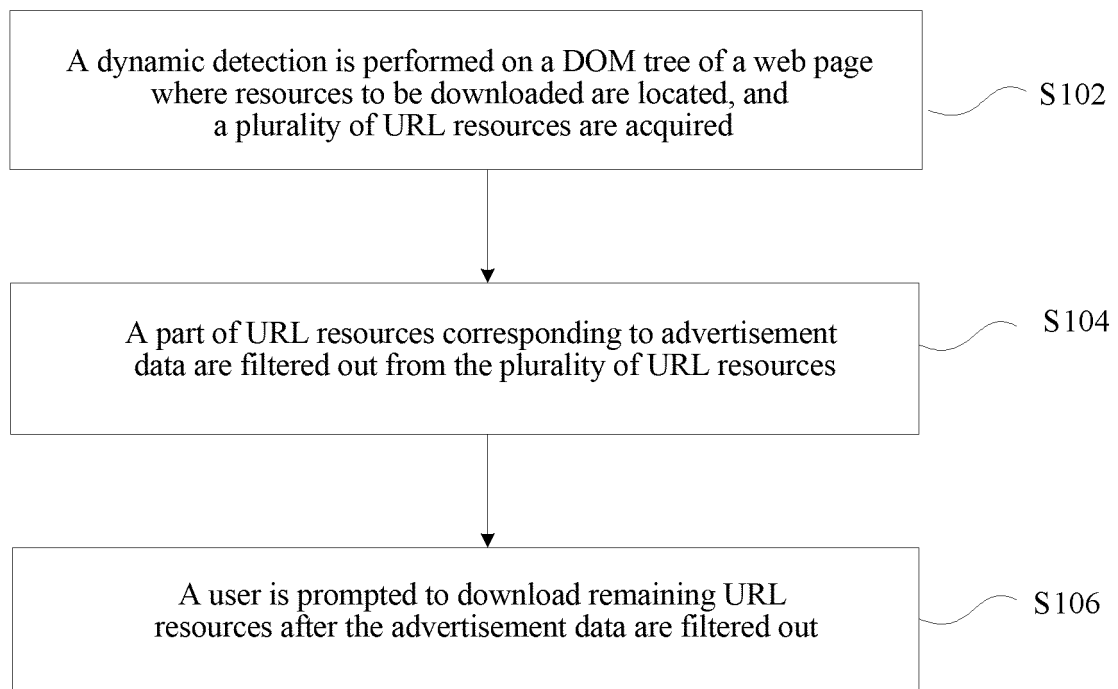 A dynamic detection is performed on a DOM tree of a web page
where resources to be downloaded are located, and
a plurality of URL resources are acquired
S102
A part of URL resources corresponding to advertisement
data are filtered out from the plurality of URL resources
S104
A user is prompted to download remaining URL
resources after the advertisement data are filtered out
S106